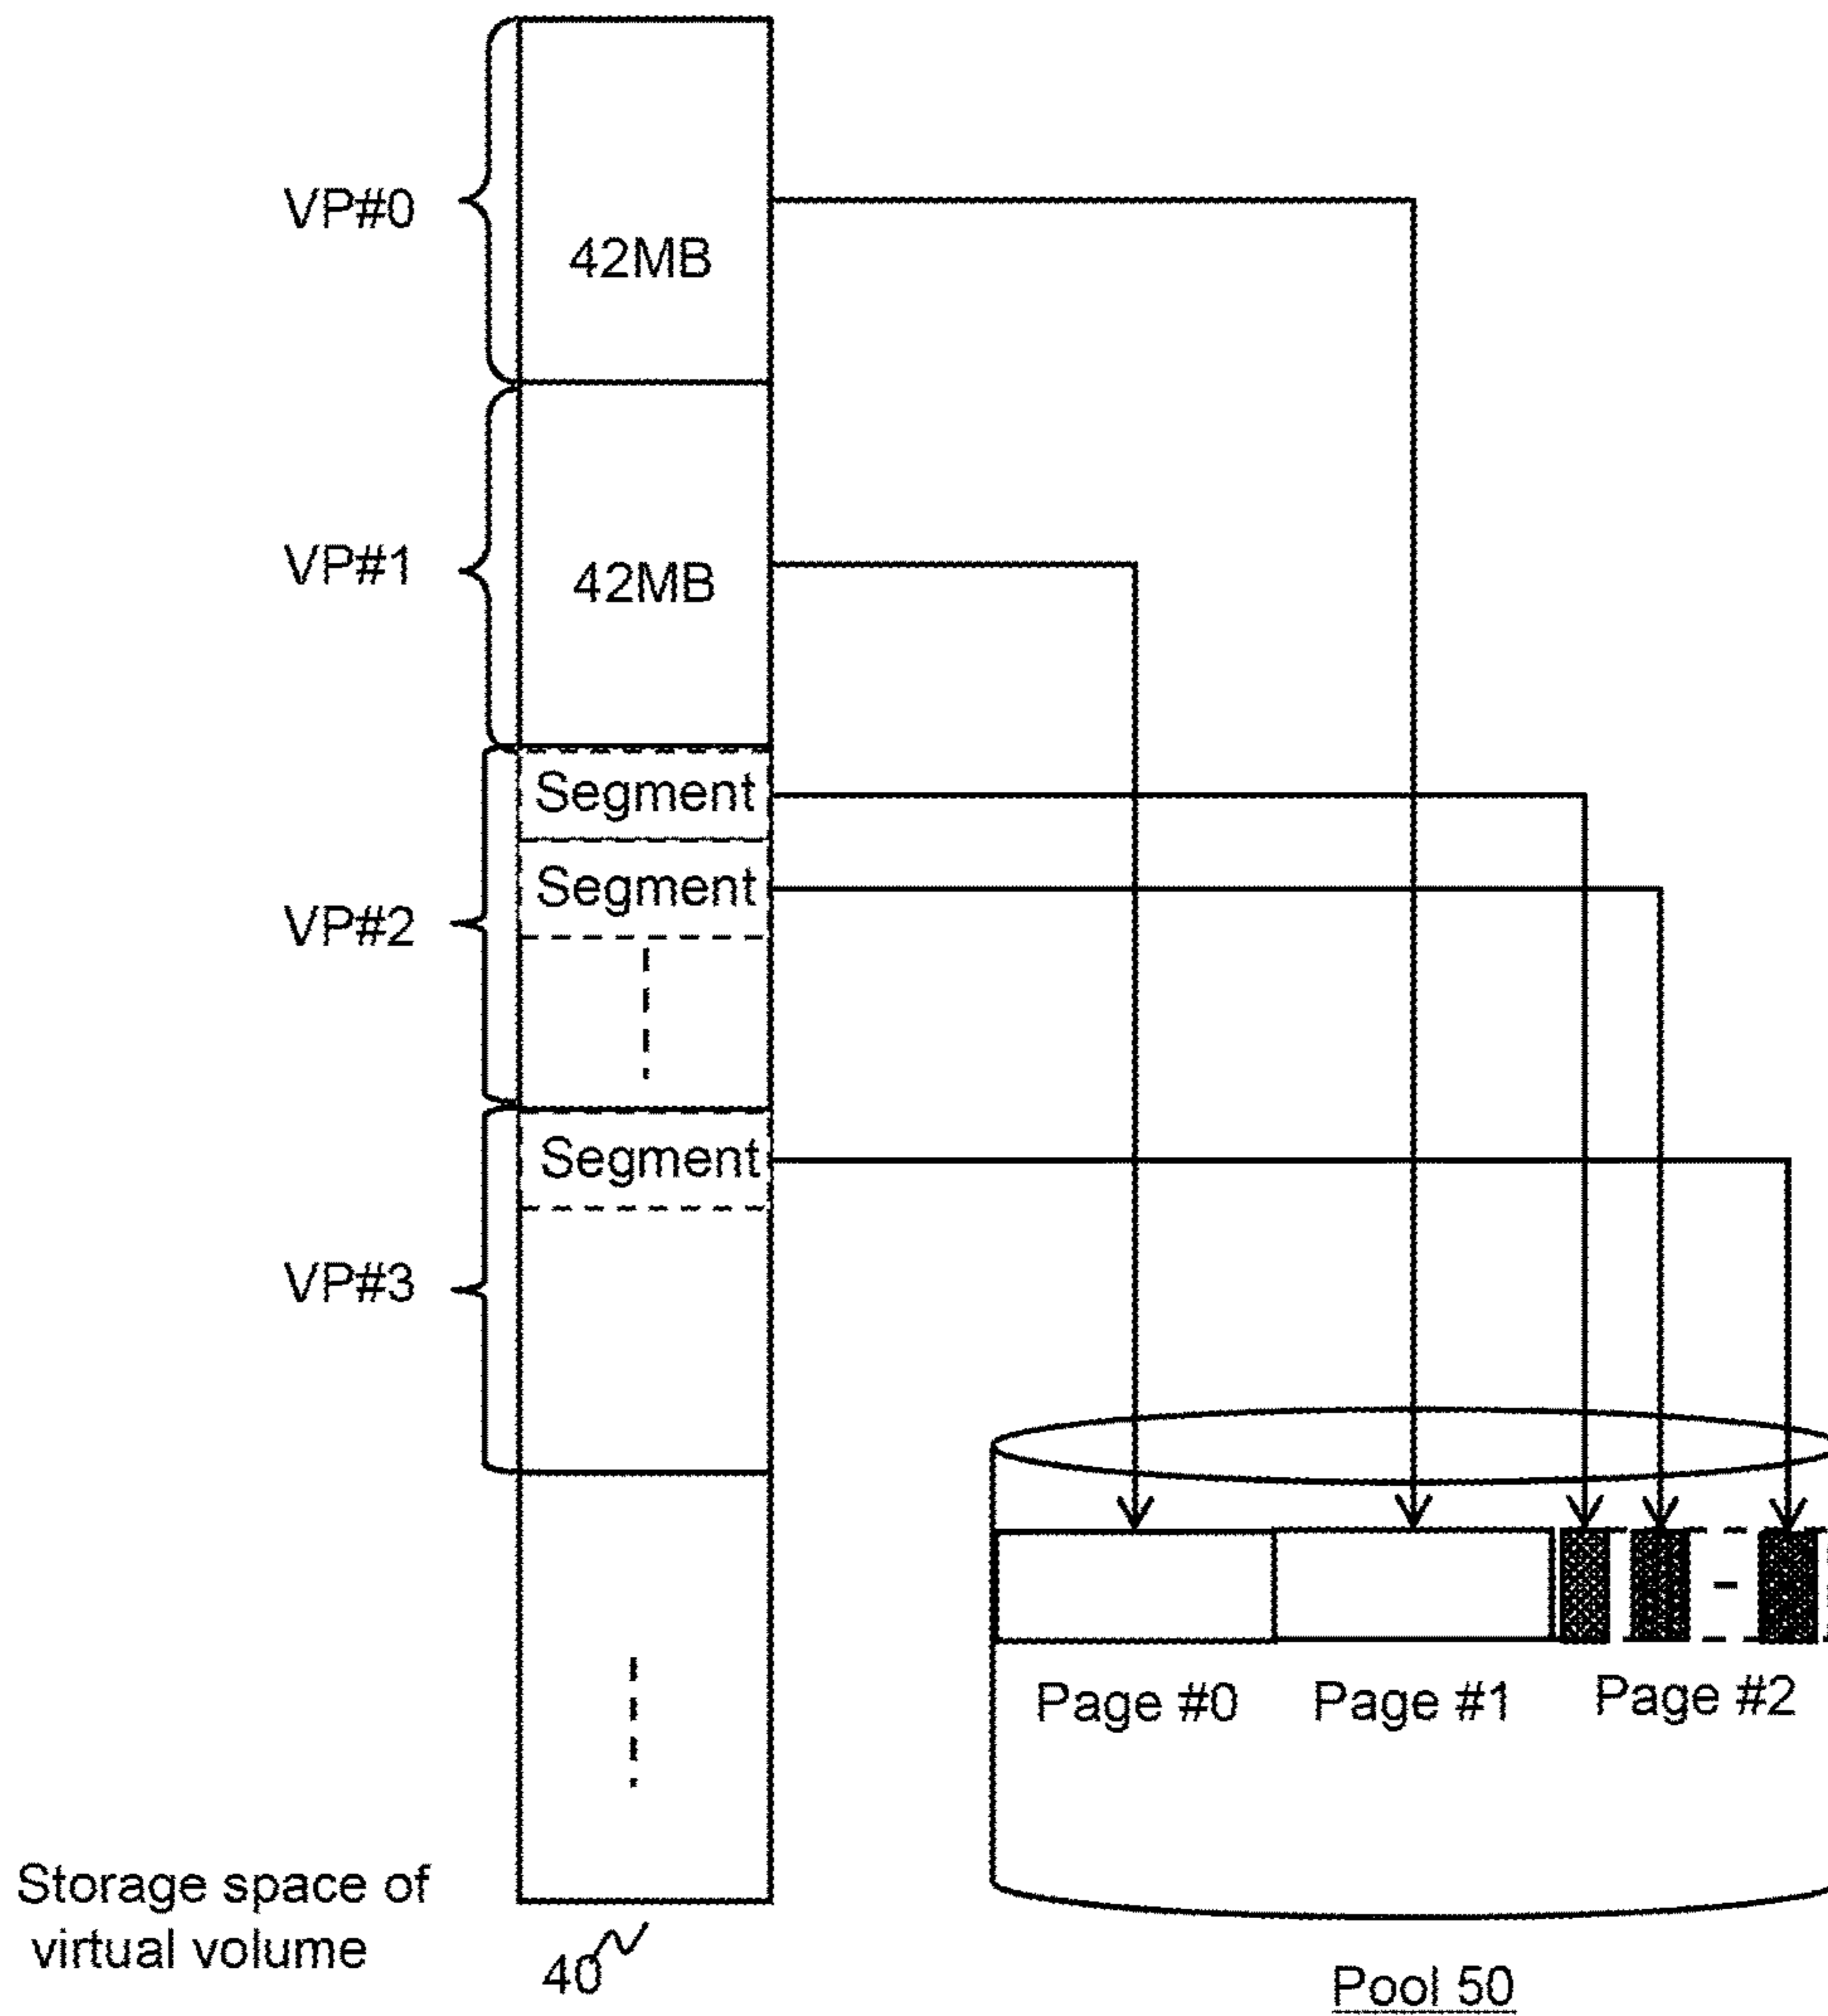 VP#0
42MB
VP#1
42MB
Segment
Segment
VP#2
Segment
VP#3
Page #0
Page #1
Page #2
Storage space of
virtual volume
40
Pool 50